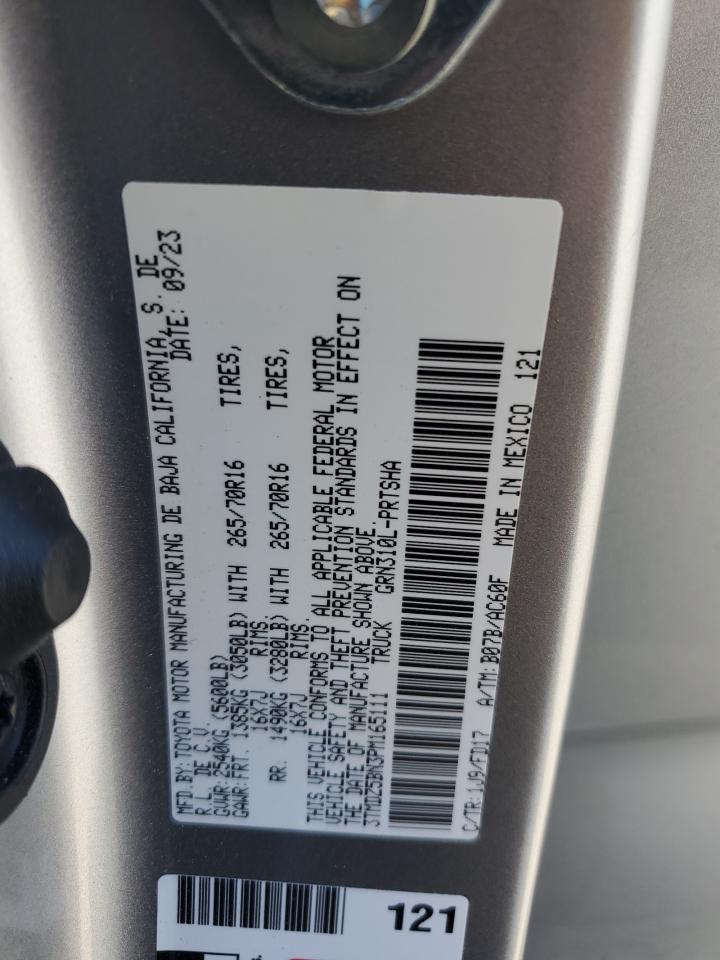 MFD.BY: TOYOTA MOTOR MANUFACTURING DE BAJA CALIFORNIA, S. DE
R.L. DE C.V. DATE: 09/23
GVWR: 2540KG (5600LB)
GAWR: FRT. 1385KG (3050LB) WITH 265/70R16 TIRES,
16X7J RIMS.
RR. 1490KG (3280LB) WITH 265/70R16 TIRES,
16X7J RIMS.
THIS VEHICLE CONFORMS TO ALL APPLICABLE FEDERAL MOTOR
VEHICLE SAFETY AND THEFT PREVENTION STANDARDS IN EFFECT ON
THE DATE OF MANUFACTURE SHOWN ABOVE.
3TMDZ5BN3PM165111 TRUCK GRN310L-PRTSHA
C/TR: 1J9/FD17 A/TM: B07B/AC60F MADE IN MEXICO 121
121